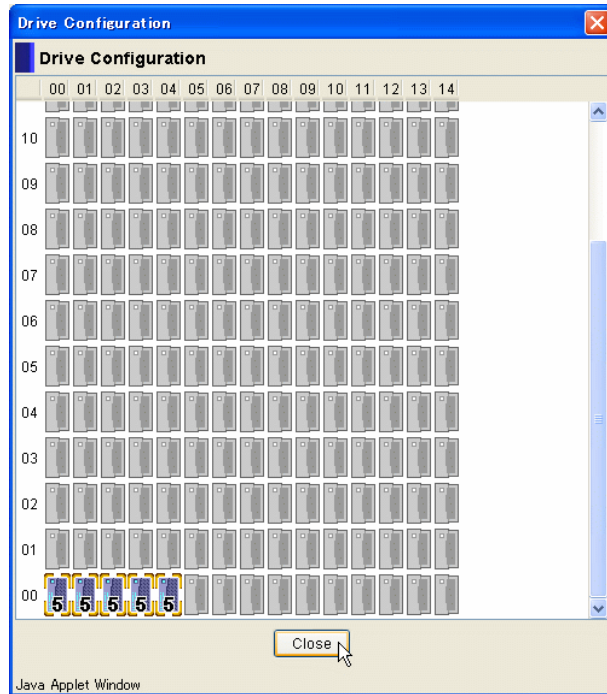 Drive Configuration
Drive Configuration
00 01 02 03 04 05 06 07 08 09 10 11 12 13 14
10
09
08
07
06
05
04
03
02
01
00 5 5 5 5 5
Close
Java Applet Window